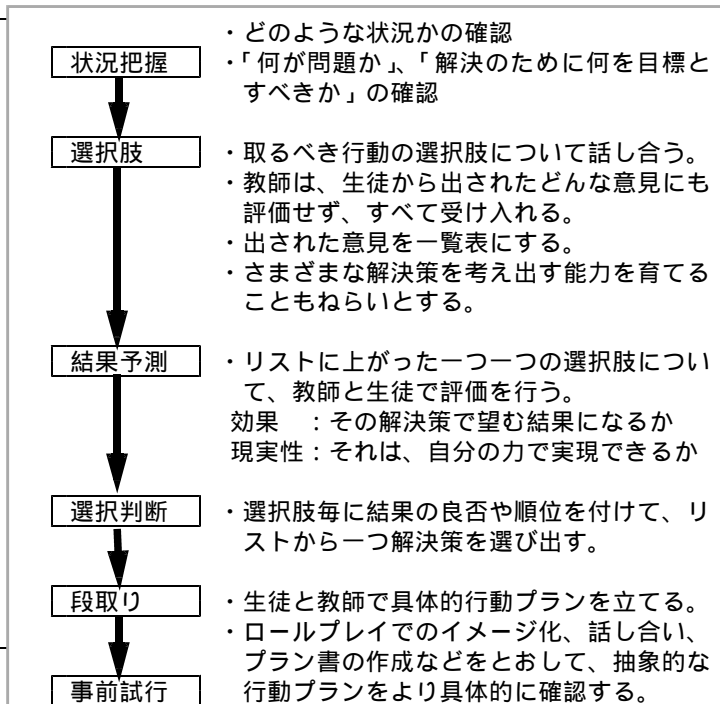 ・どのような状況かの確認
状況把握
・「何が問題か」、「解決のために何を目標と
すべきか」の確認
選択肢
・取るべき行動の選択肢について話し合う。
・教師は、生徒から出されたどんな意見にも
評価せず、すべて受け入れる。
・出された意見を一覧表にする。
・さまざまな解決策を考え出す能力を育てる
こともねらいとする。
結果予測
・リストに上がった一つ一つの選択肢につい
て、教師と生徒で評価を行う。
効果　：その解決策で望む結果になるか
現実性：それは、自分の力で実現できるか
選択判断
・選択肢毎に結果の良否や順位を付けて、リ
ストから一つ解決策を選び出す。
段取り
・生徒と教師で具体的行動プランを立てる。
・ロールプレイでのイメージ化、話し合い、
プラン書の作成などをとおして、抽象的な
事前試行
行動プランをより具体的に確認する。